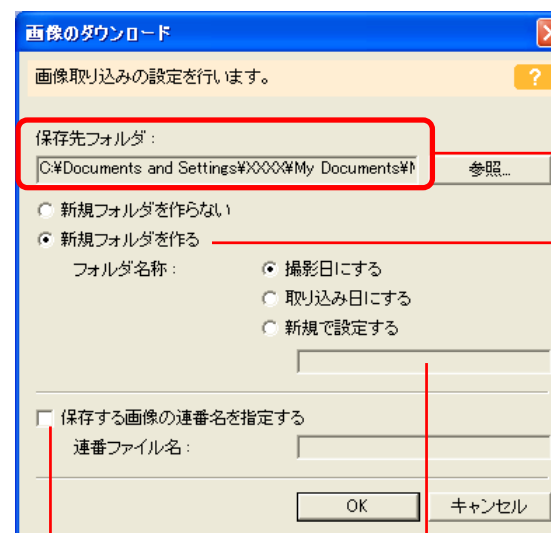 画像のダウンロード
画像取り込みの設定を行います。
?
保存先フォルダ：
C:¥Documents and Settings¥XXXX¥My Documents¥
参照...
新規フォルダを作らない
新規フォルダを作る
フォルダ名称：
撮影日にする
取り込み日にする
新規で設定する
保存する画像の連番名を指定する
連番ファイル名：
OK
キャンセル